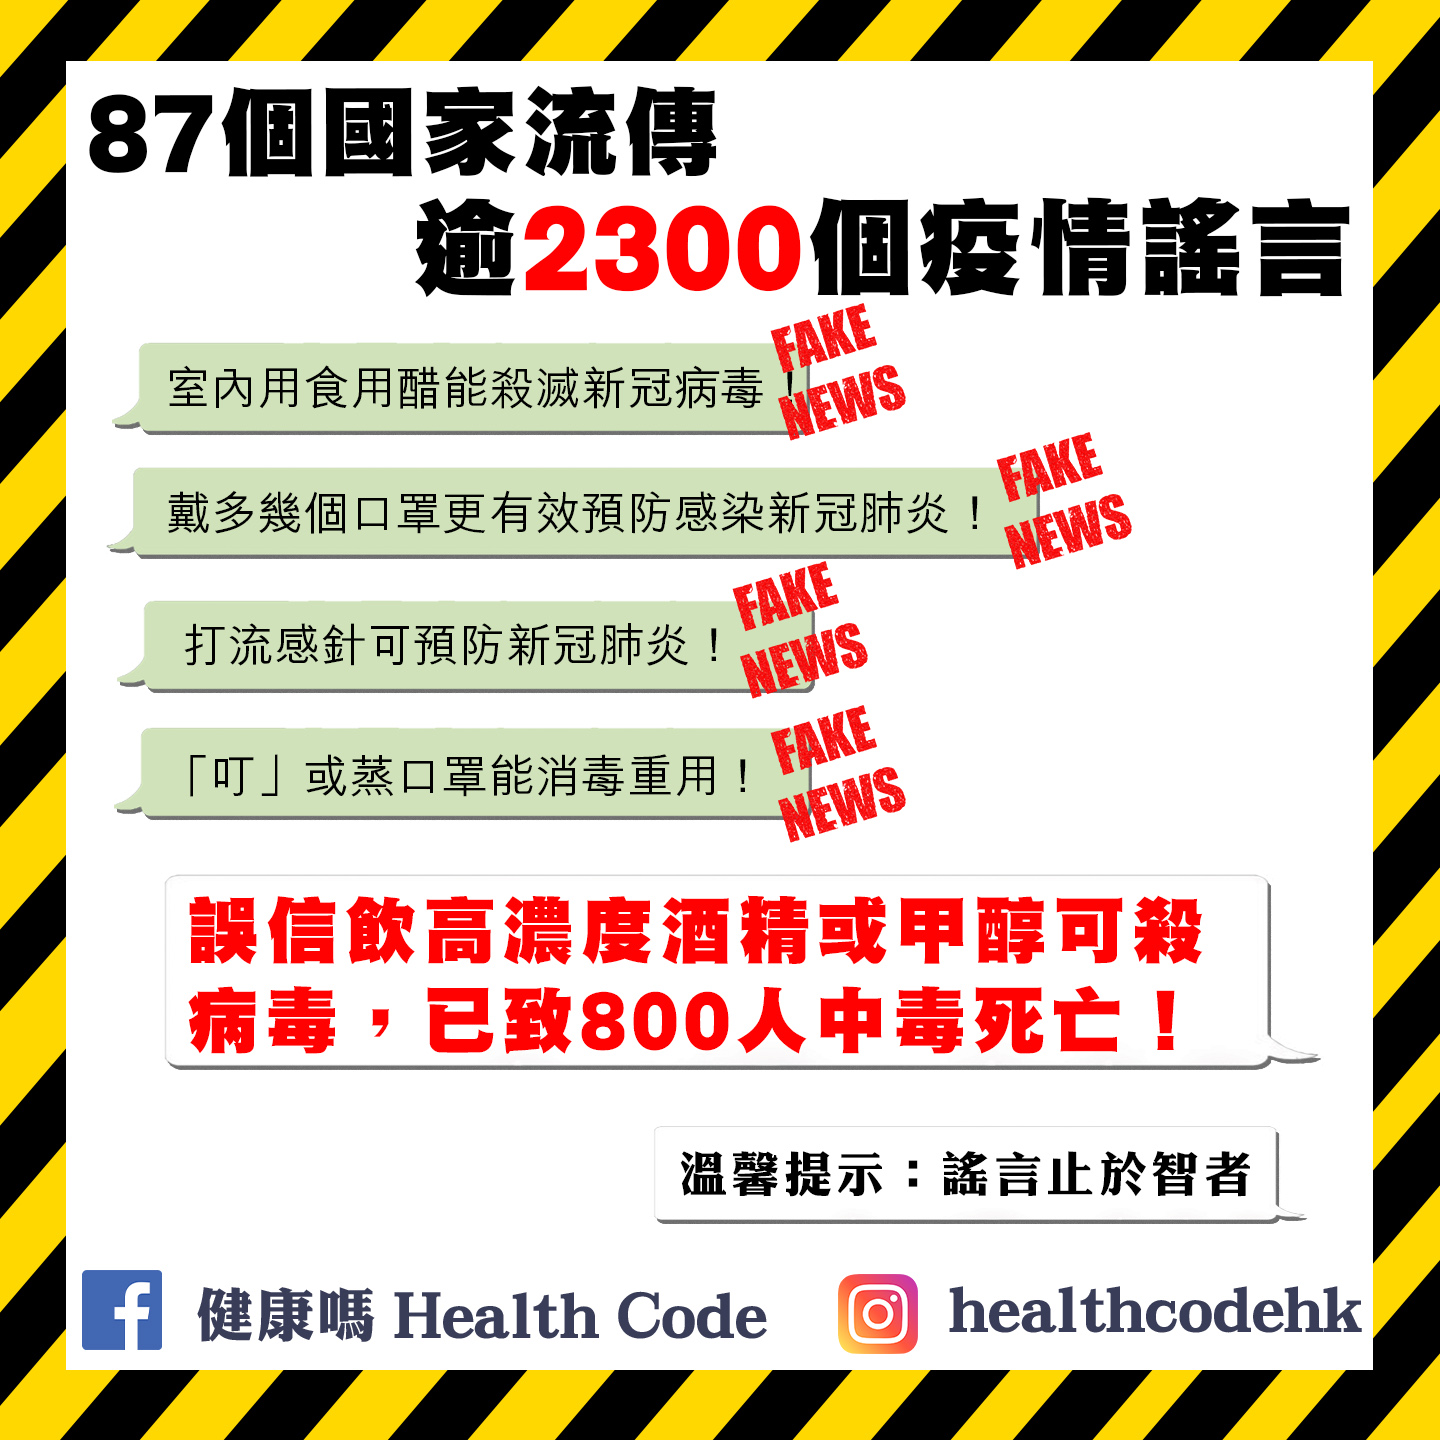 87個國家流傳
逾2300個疫情謠言
室內用食用醋能殺滅新冠病毒！
FAKE
NEWS
戴多幾個口罩更有效預防感染新冠肺炎！
FAKE
NEWS
打流感針可預防新冠肺炎！
FAKE
NEWS
「叮」或蒸口罩能消毒重用！
FAKE
NEWS
誤信飲高濃度酒精或甲醇可殺
病毒，已致800人中毒死亡！
溫馨提示：謠言止於智者
健康嗎 Health Code
healthcodehk